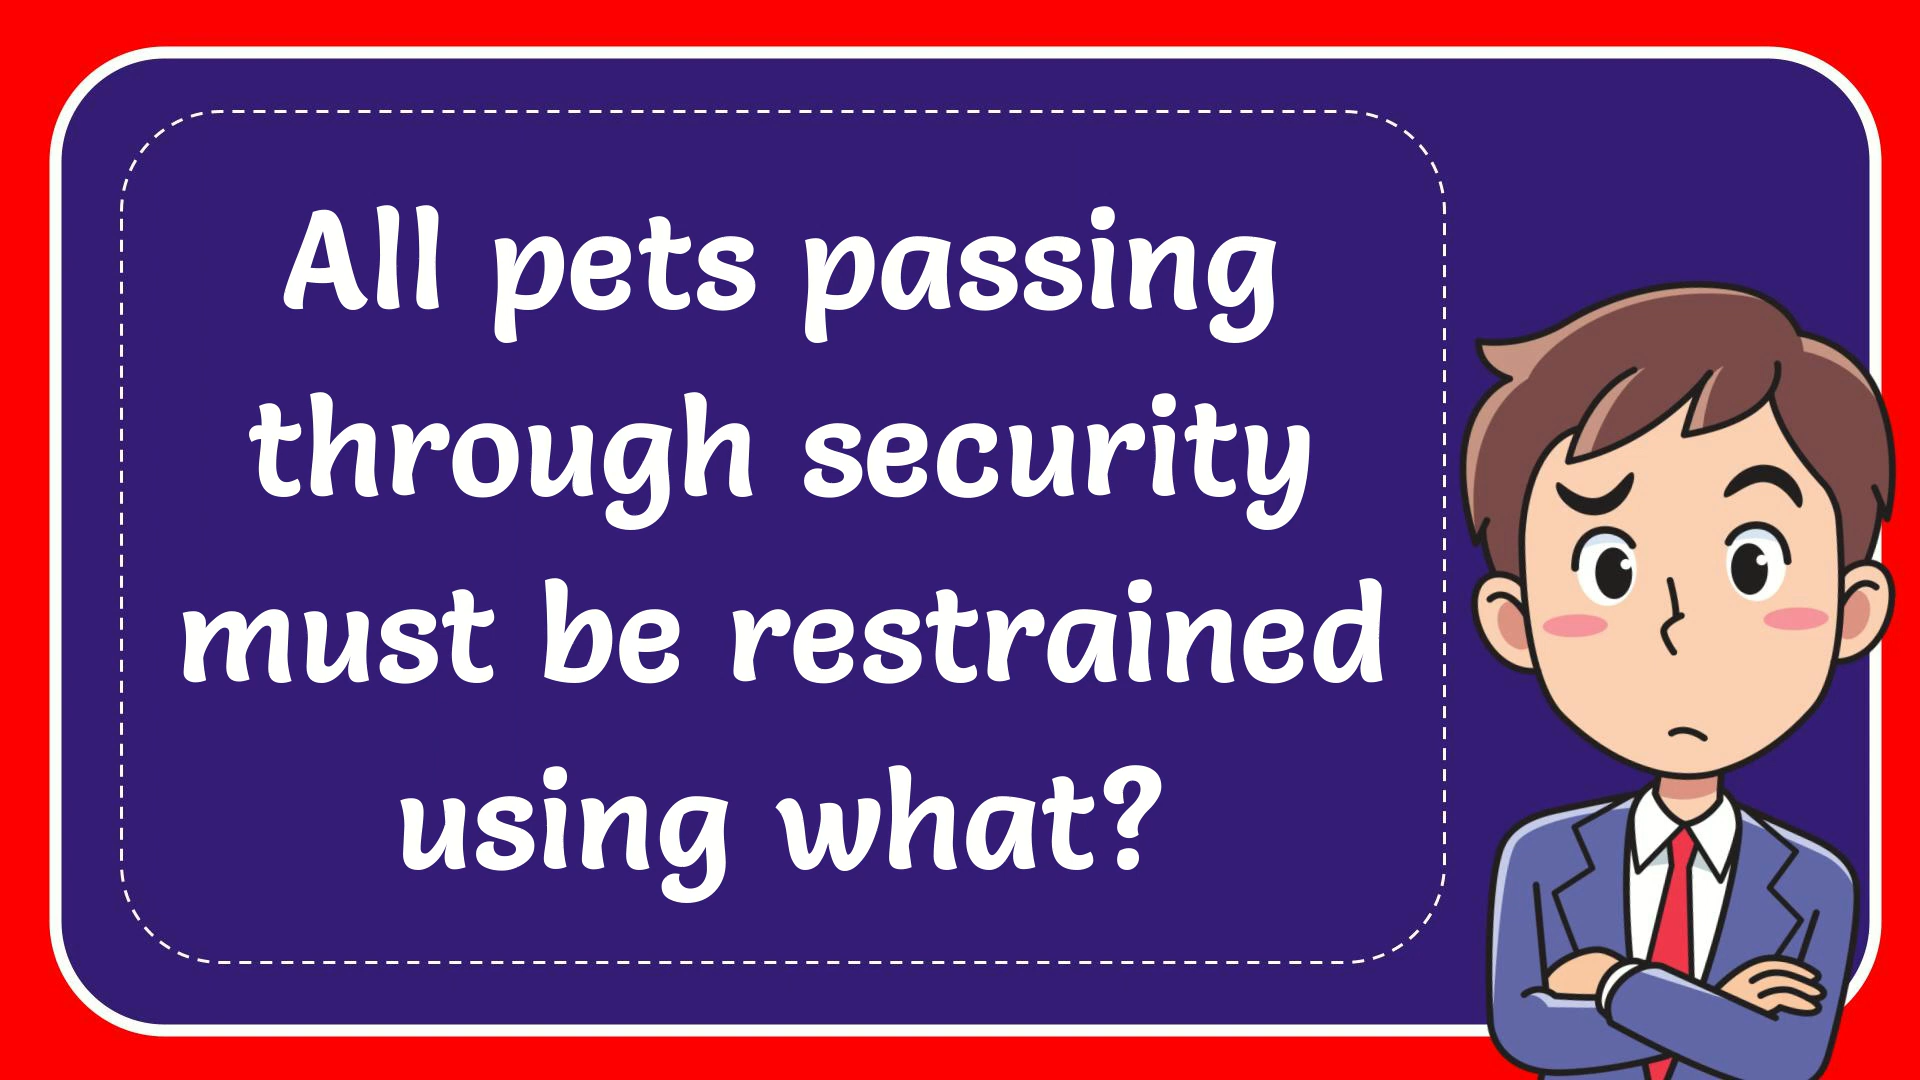 All pets passing
through security
must be restrained
using what?